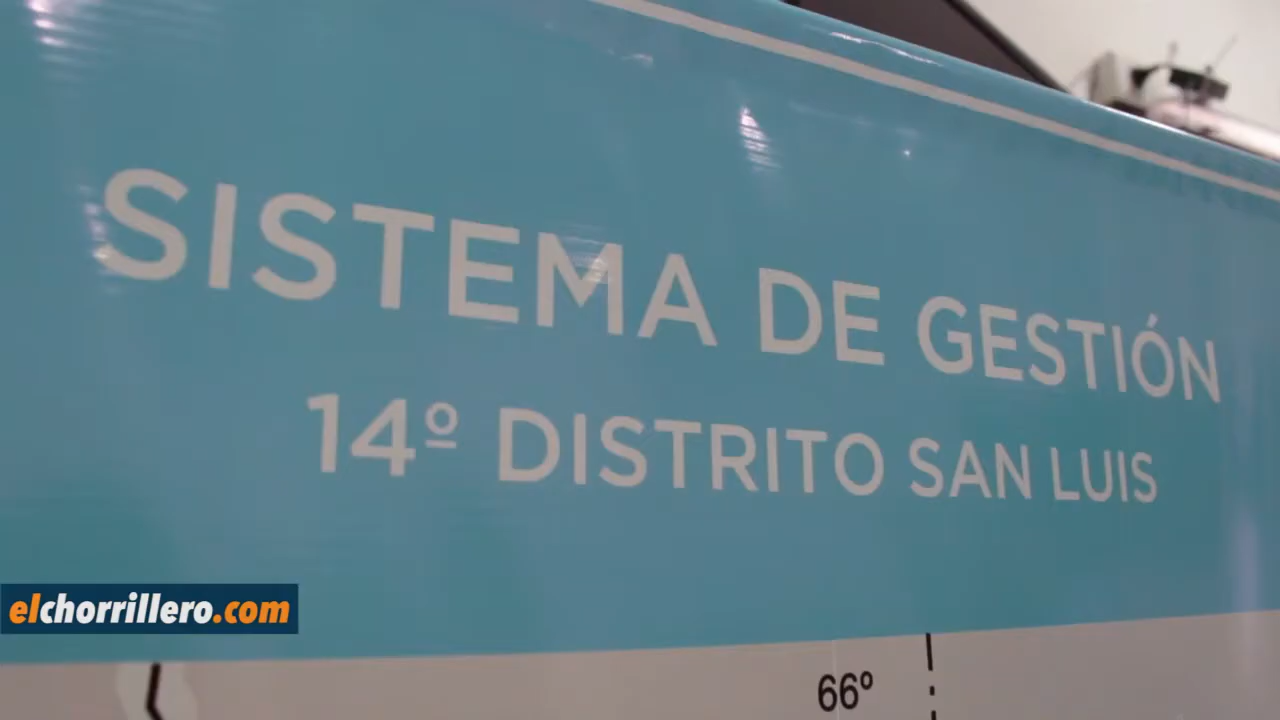 SISTEMA DE GESTIÓN
14º DISTRITO SAN LUIS
elchorrillero.com
66º